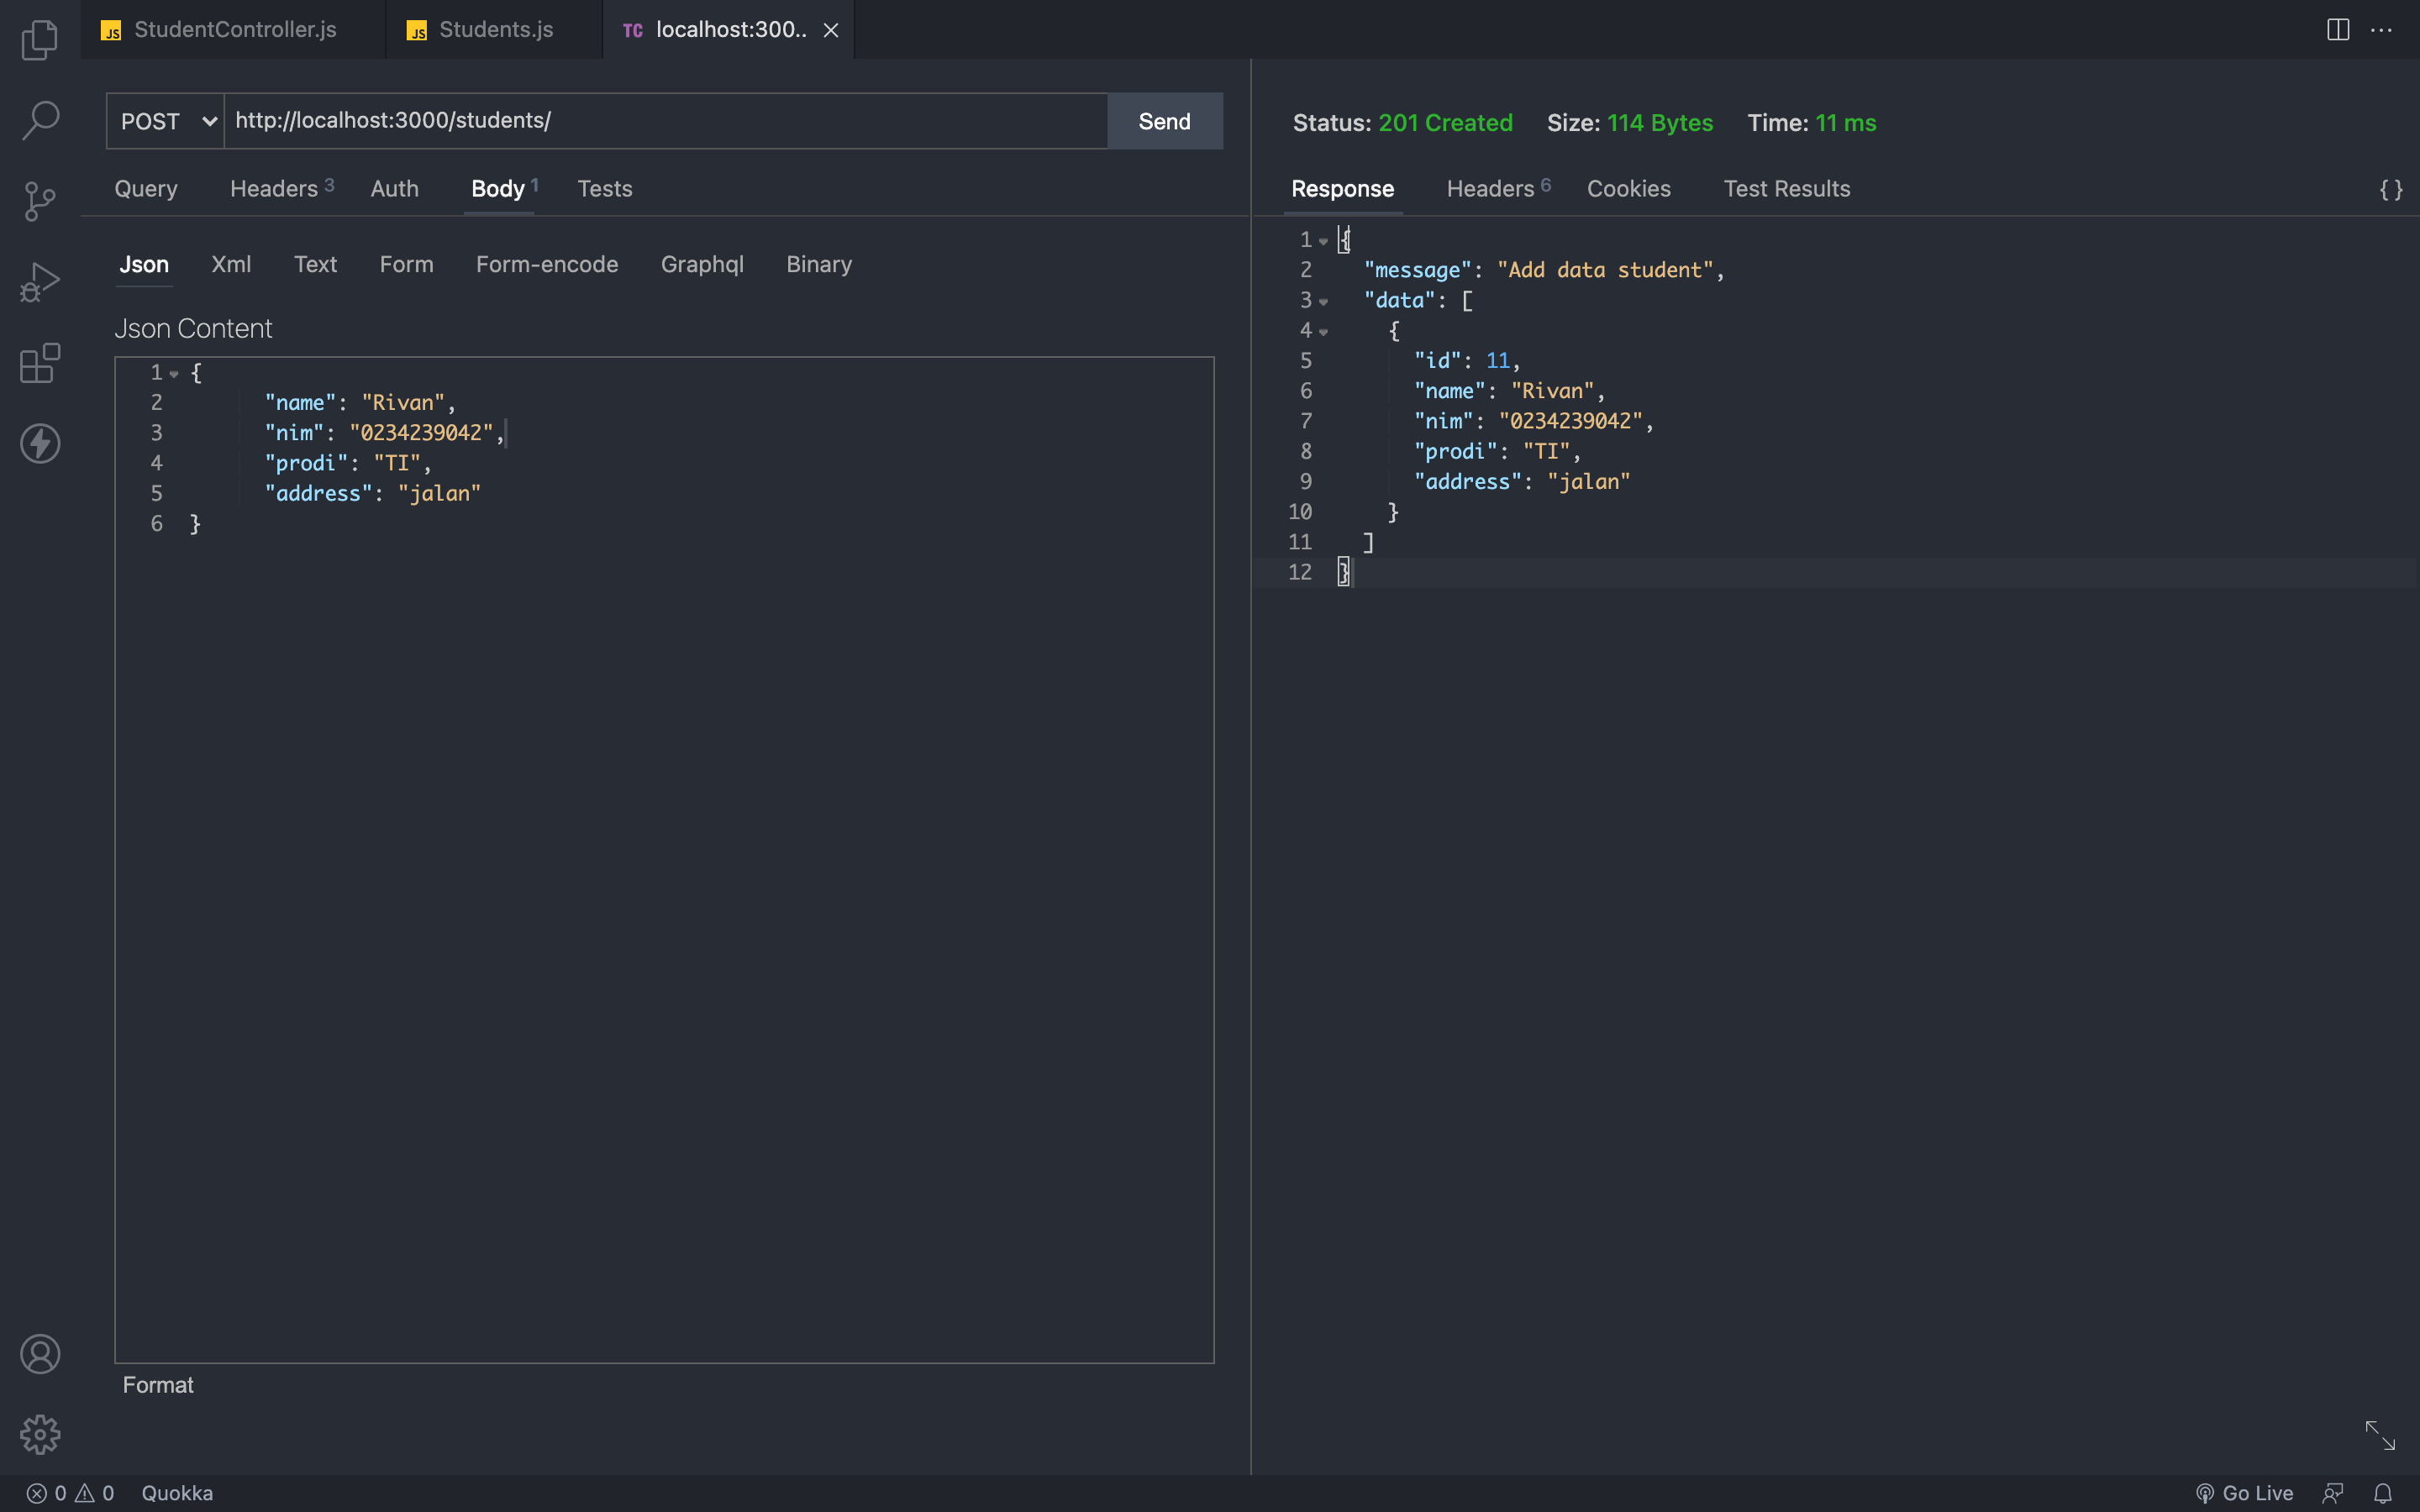 StudentController.js
Students.js
TC localhost:300..
POST http://localhost:3000/students/ Send
Query Headers 3 Auth Body 1 Tests
Json Xml Text Form Form-encode Graphql Binary
Json Content
1 {
2 "name": "Rivan",
3 "nim": "0234239042",
4 "prodi": "TI",
5 "address": "jalan"
6 }
Format
Status: 201 Created Size: 114 Bytes Time: 11 ms
Response Headers 6 Cookies Test Results {}
1 {
2 "message": "Add data student",
3 "data": [
4 {
5 "id": 11,
6 "name": "Rivan",
7 "nim": "0234239042",
8 "prodi": "TI",
9 "address": "jalan"
10 }
11 ]
12 }
0 0 Quokka
Go Live